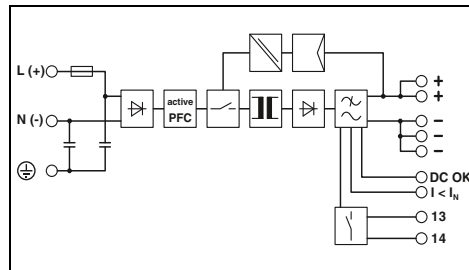 L (+)
N (-)
active
PFC
+
+
–
–
–
DC OK
I < IN
13
14